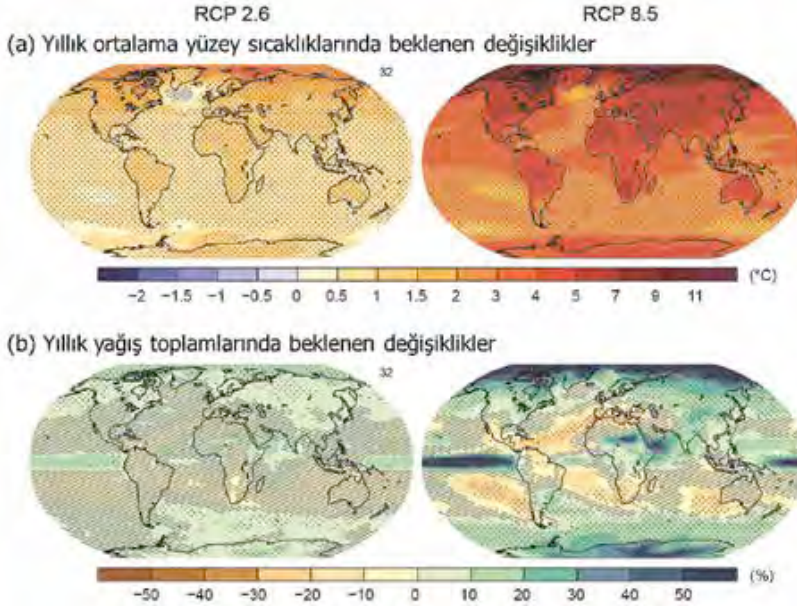 RCP 2.6 RCP 8.5
(a) Yıllık ortalama yüzey sıcaklıklarında beklenen değişiklikler
32
−2 −1.5 −1 −0.5 0 0.5 1 1.5 2 3 4 5 7 9 11 (°C)
(b) Yıllık yağış toplamlarında beklenen değişiklikler
32
−50 −40 −30 −20 −10 0 10 20 30 40 50 (%)